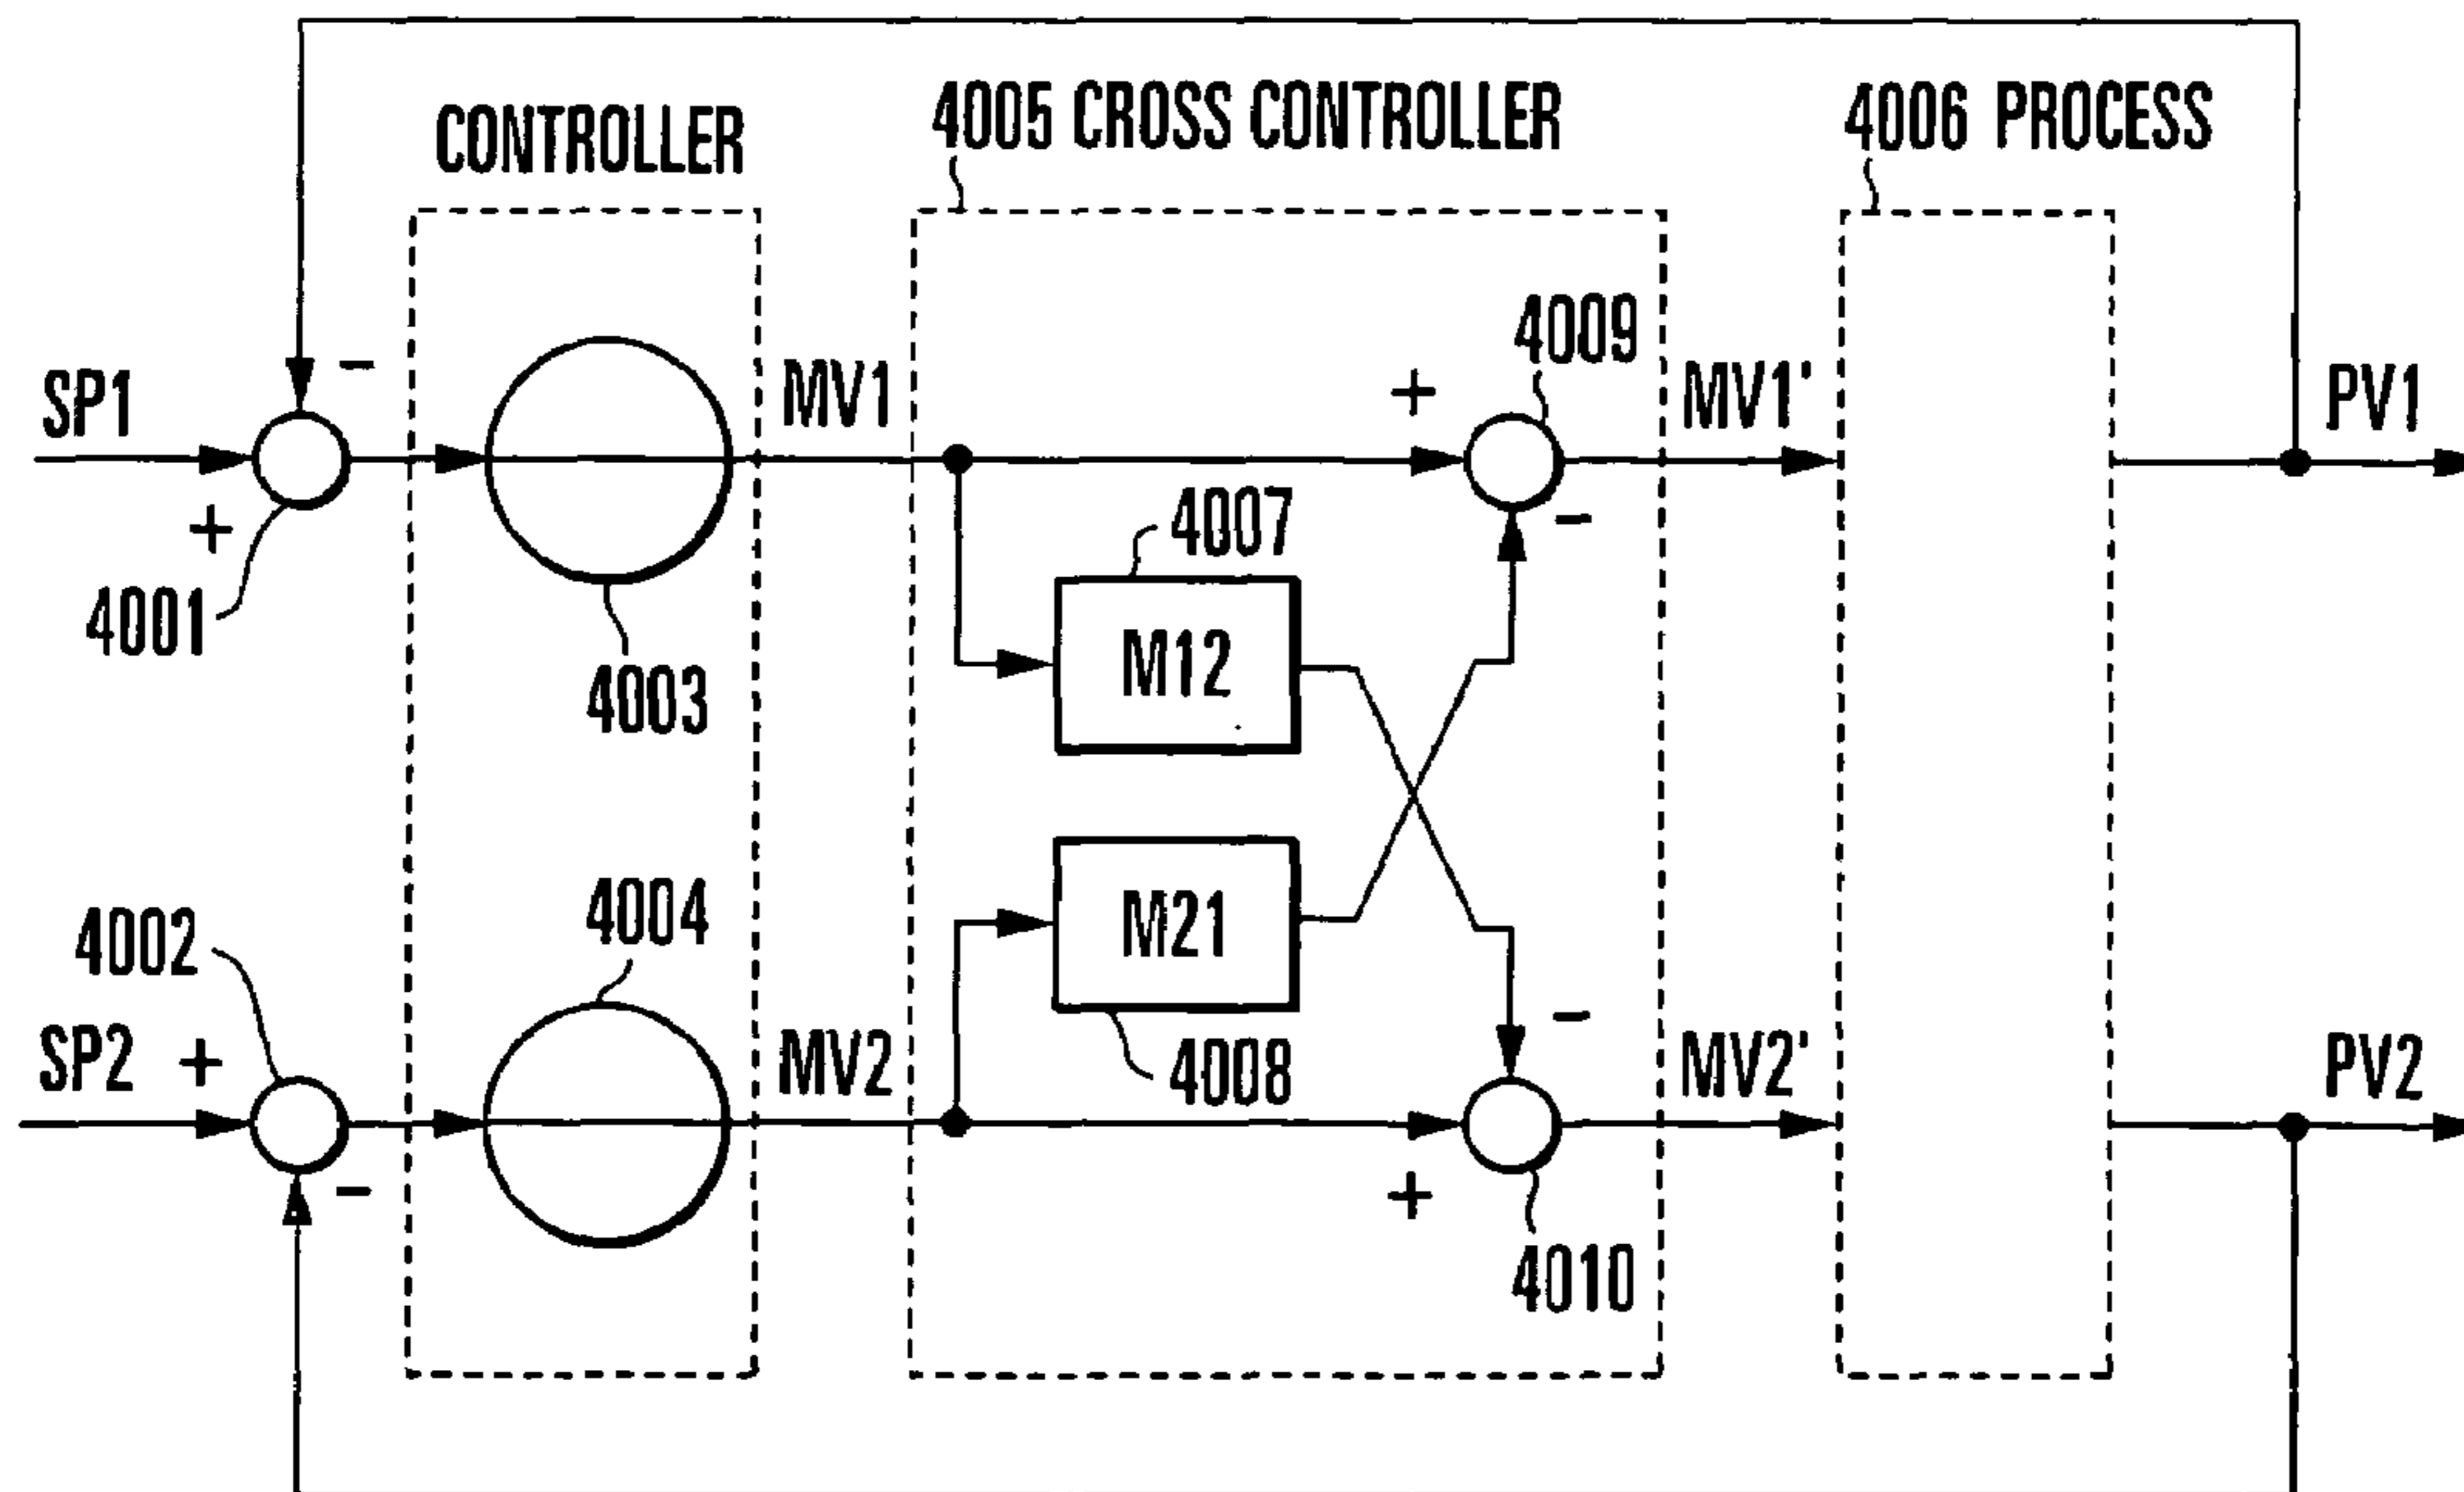 CONTROLLER
4005 CROSS CONTROLLER
4006 PROCESS
4009
SP1
-
MV1
+
MV1'
PV1
+
4001
4007
-
M12
4003
4002
4004
M21
SP2 +
-
MV2
4008
-
MV2'
PV2
+
4010